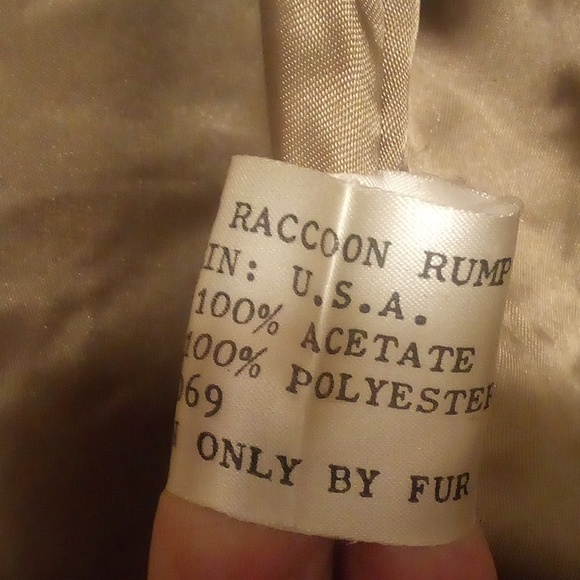 RACCOON RUMP
IN: U.S.A.
100% ACETATE
100% POLYESTER
069
N ONLY BY FUR